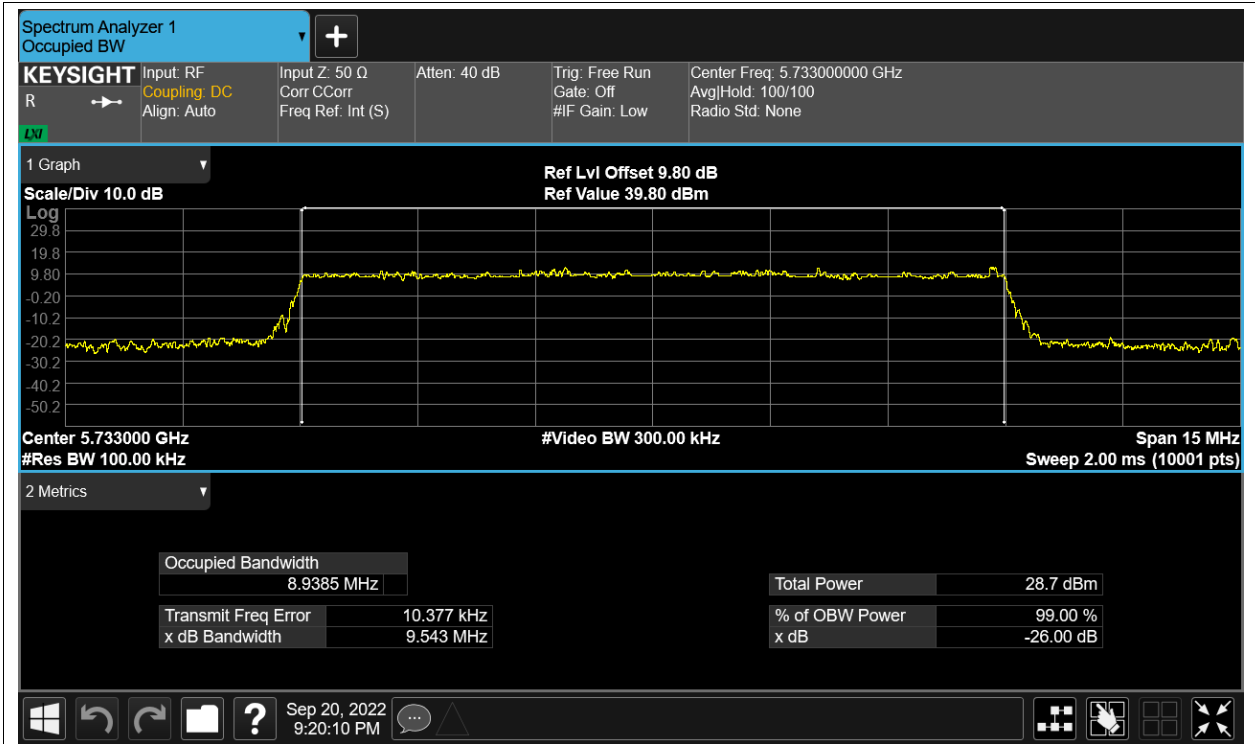 Spectrum Analyzer 1
Occupied BW
KEYSIGHT
R
LXI
Input: RF
Coupling: DC
Align: Auto
Input Z: 50 Ω
Corr CCorr
Freq Ref: Int (S)
Atten: 40 dB
Trig: Free Run
Gate: Off
#IF Gain: Low
Center Freq: 5.733000000 GHz
Avg|Hold: 100/100
Radio Std: None
1 Graph
Scale/Div 10.0 dB
Ref Lvl Offset 9.80 dB
Ref Value 39.80 dBm
Log
29.8
19.8
9.80
-0.20
-10.2
-20.2
-30.2
-40.2
-50.2
Center 5.733000 GHz
#Video BW 300.00 kHz
Span 15 MHz
#Res BW 100.00 kHz
Sweep 2.00 ms (10001 pts)
2 Metrics
Occupied Bandwidth
8.9385 MHz
Transmit Freq Error 10.377 kHz
x dB Bandwidth 9.543 MHz
Total Power 28.7 dBm
% of OBW Power 99.00 %
x dB -26.00 dB
?
Sep 20, 2022
9:20:10 PM